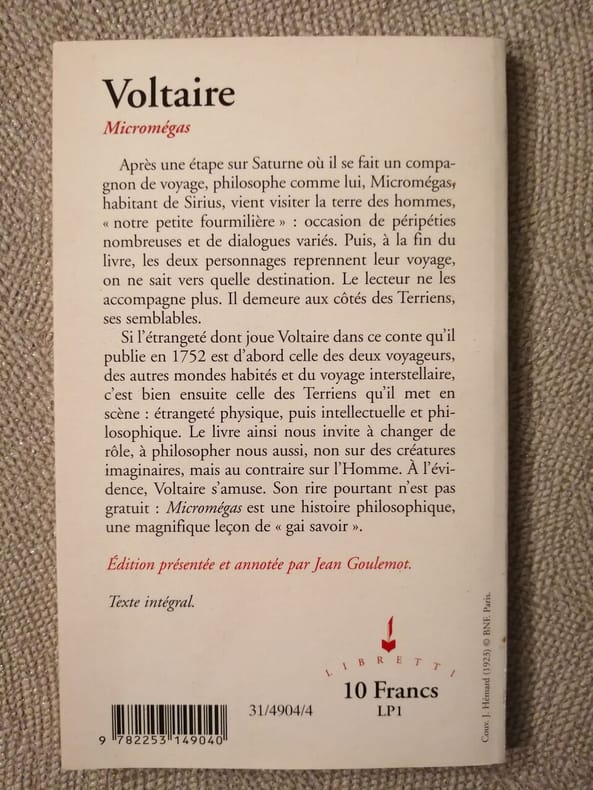 Voltaire
Micromégas
Après une étape sur Saturne où il se fait un compa-
gnon de voyage, philosophe comme lui, Micromégas,
habitant de Sirius, vient visiter la terre des hommes,
« notre petite fourmilière » : occasion de péripéties
nombreuses et de dialogues variés. Puis, à la fin du
livre, les deux personnages reprennent leur voyage,
on ne sait vers quelle destination. Le lecteur ne les
accompagne plus. Il demeure aux côtés des Terriens,
ses semblables.
Si l'étrangeté dont joue Voltaire dans ce conte qu'il
publie en 1752 est d'abord celle des deux voyageurs,
des autres mondes habités et du voyage interstellaire,
c'est bien ensuite celle des Terriens qu'il met en
scène : étrangeté physique, puis intellectuelle et phi-
losophique. Le livre ainsi nous invite à changer de
rôle, à philosopher nous aussi, non sur des créatures
imaginaires, mais au contraire sur l'Homme. À l'évi-
dence, Voltaire s'amuse. Son rire pourtant n'est pas
gratuit : Micromégas est une histoire philosophique,
une magnifique leçon de « gai savoir ».
Édition présentée et annotée par Jean Goulemot.
Texte intégral.
LIBRETTI
10 Francs
LP1
31/4904/4
9 782253 149040
Couv. J. Hémard (1923) © BNF. Paris.